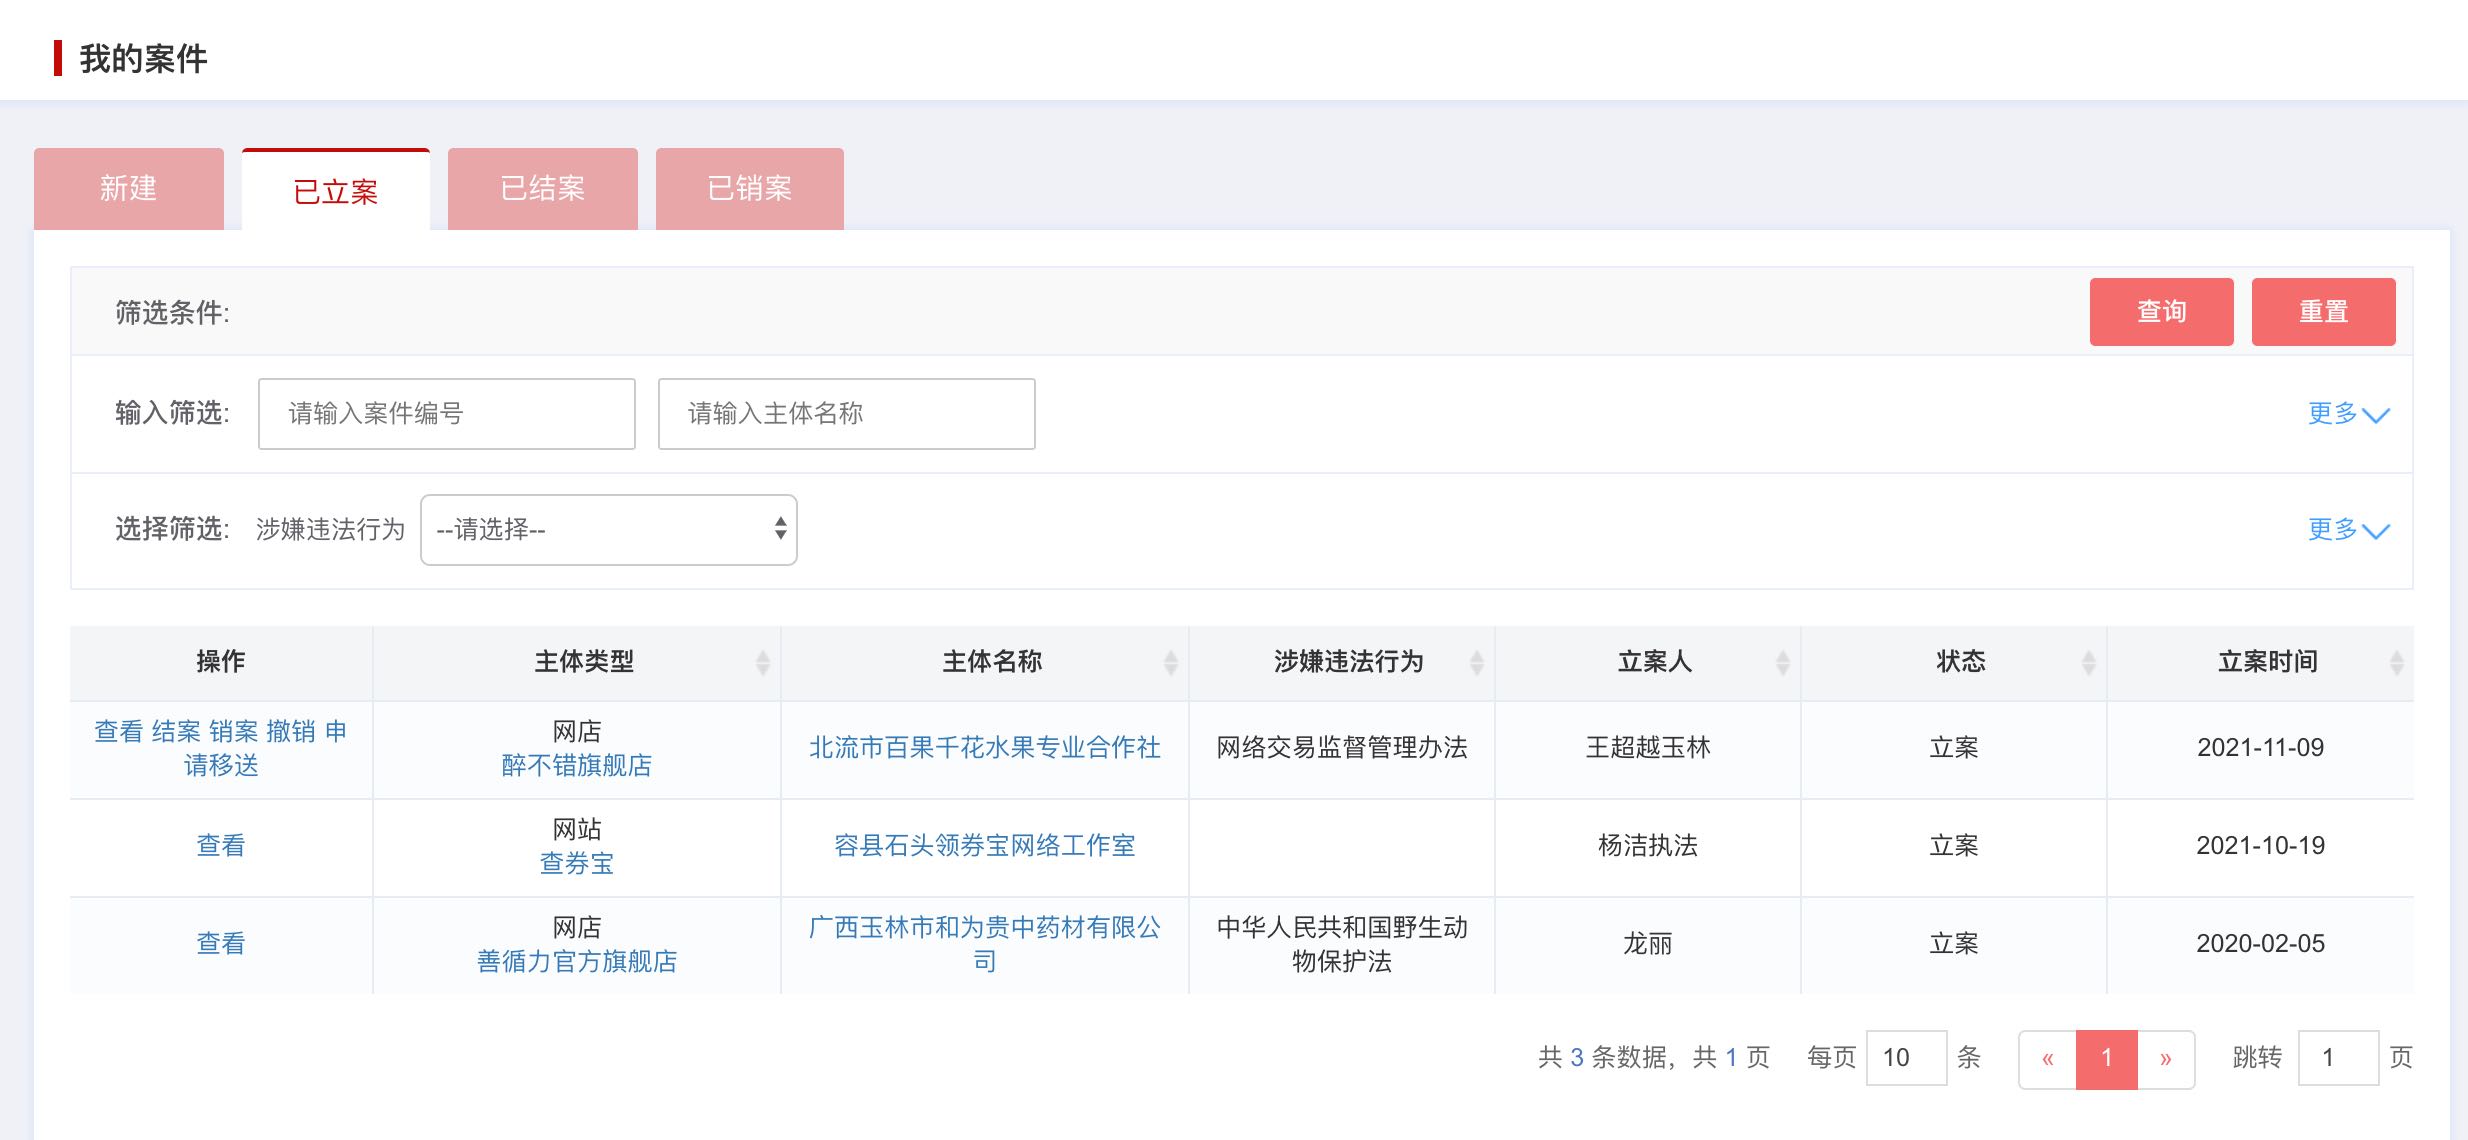 我的案件
新建
已立案
已结案
已销案
筛选条件:
查询
重置
输入筛选:
请输入案件编号
请输入主体名称
更多
选择筛选:
涉嫌违法行为
--请选择--
更多
操作
主体类型
主体名称
涉嫌违法行为
立案人
状态
立案时间
查看 结案 销案 撤销 申
请移送
网店
醉不错旗舰店
北流市百果千花水果专业合作社
网络交易监督管理办法
王超越玉林
立案
2021-11-09
查看
网站
查券宝
容县石头领券宝网络工作室
杨洁执法
立案
2021-10-19
查看
网店
善循力官方旗舰店
广西玉林市和为贵中药材有限公
司
中华人民共和国野生动
物保护法
龙丽
立案
2020-02-05
共 3 条数据，共 1 页
每页 10 条
« 1 »
跳转 1 页